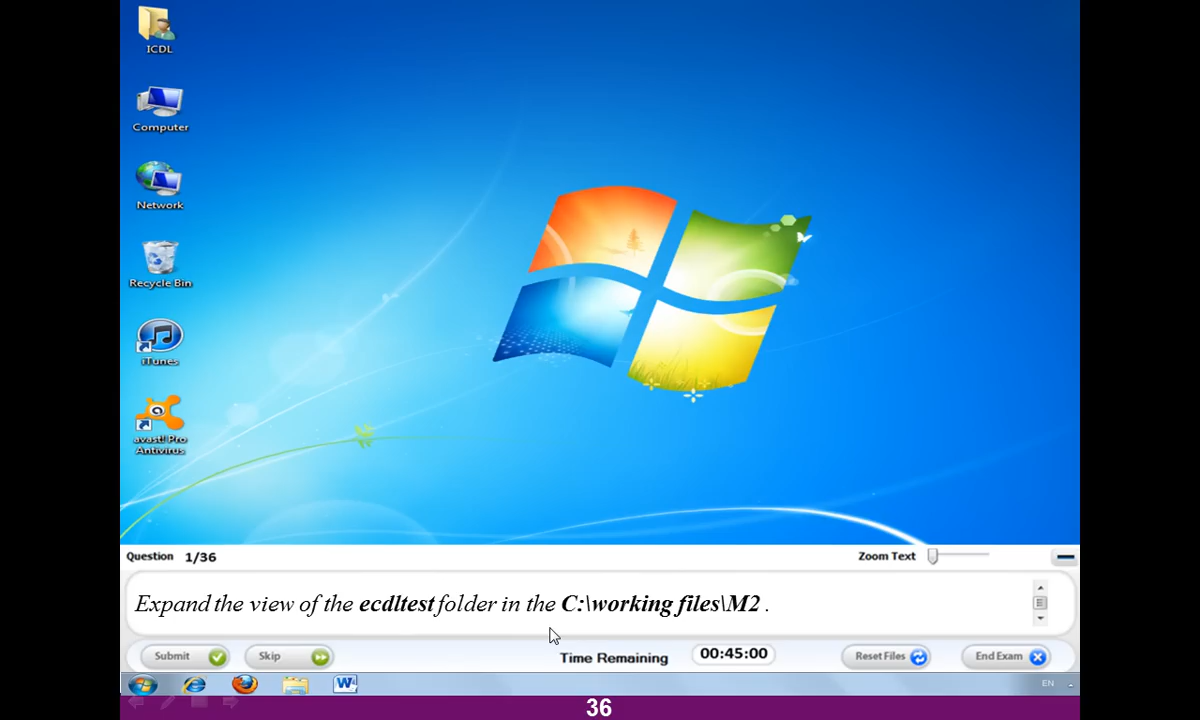 ICDL
Computer
Network
Recycle Bin
iTunes
avast! Pro
Antivirus
Question 1/36
Zoom Text
Expand the view of the ecdltest folder in the C:\working files\M2 .
Submit
Skip
Time Remaining
00:45:00
Reset Files
End Exam
EN
36